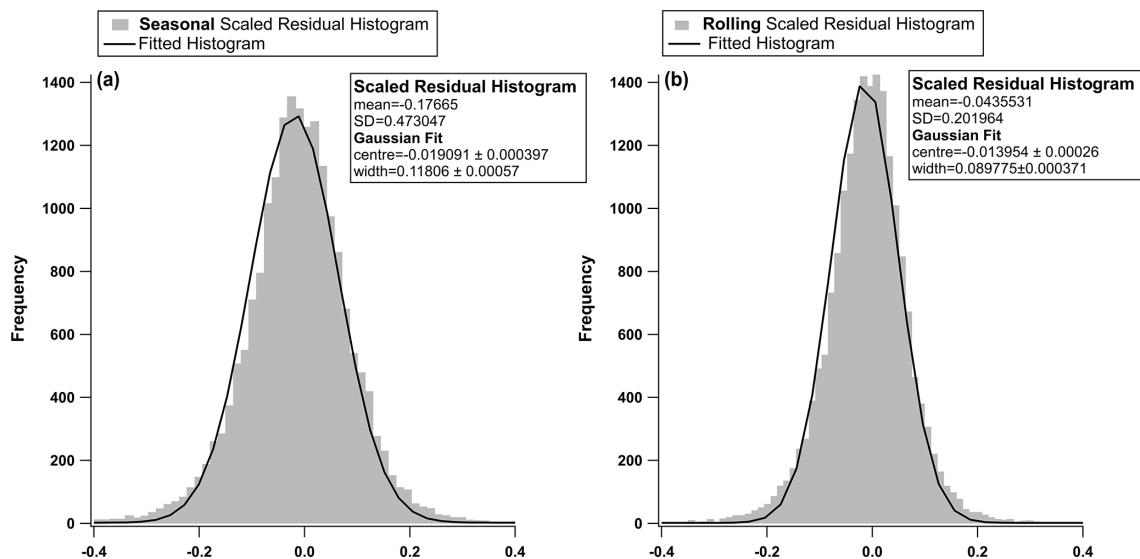 Seasonal Scaled Residual Histogram
Fitted Histogram
(a)
Scaled Residual Histogram
mean=-0.17665
SD=0.473047
Gaussian Fit
centre=-0.019091 ± 0.000397
width=0.11806 ± 0.00057
Frequency
1400
1200
1000
800
600
400
200
0
-0.4
-0.2
0.0
0.2
0.4
Rolling Scaled Residual Histogram
Fitted Histogram
(b)
Scaled Residual Histogram
mean=-0.0435531
SD=0.201964
Gaussian Fit
centre=-0.013954 ± 0.00026
width=0.089775±0.000371
Frequency
1400
1200
1000
800
600
400
200
0
-0.4
-0.2
0.0
0.2
0.4